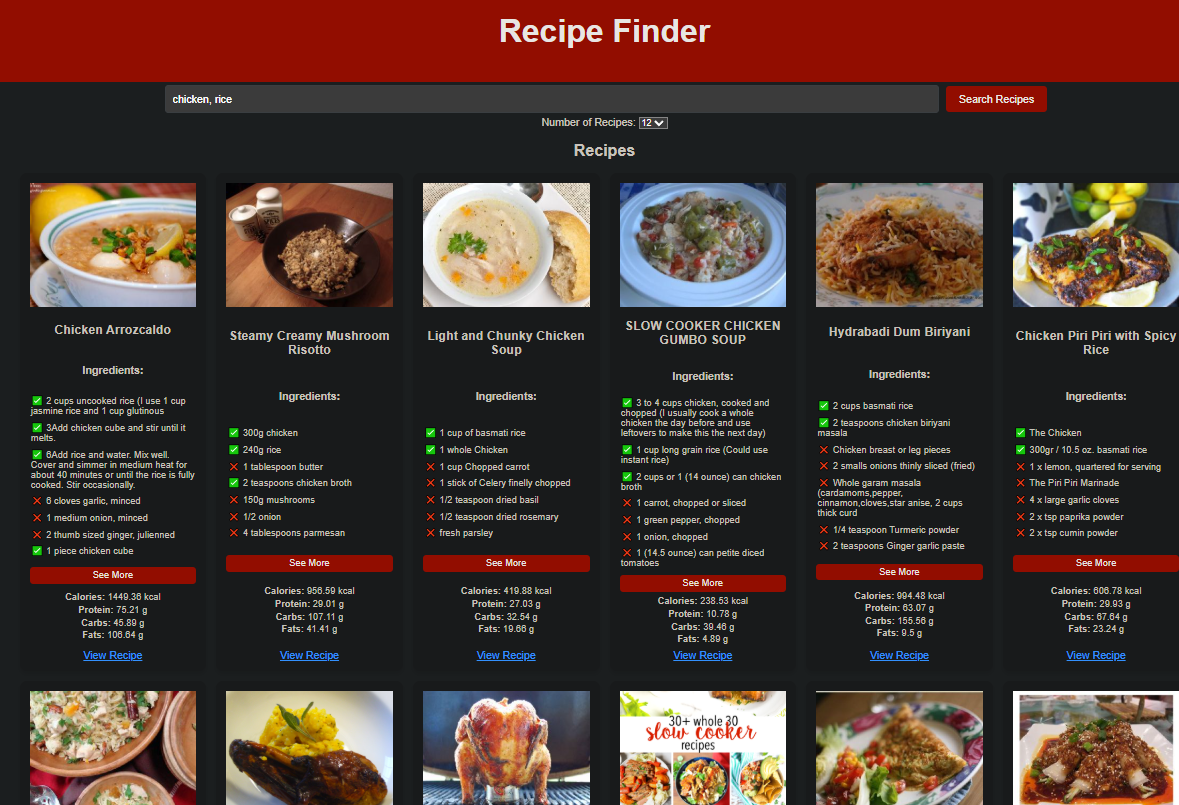 Recipe Finder
chicken, rice
Search Recipes
Number of Recipes: 12
Recipes
Chicken Arrozcaldo
Ingredients:
✅ 2 cups uncooked rice (I use 1 cup
jasmine rice and 1 cup glutinous
✅ 3Add chicken cube and stir until it
melts.
✅ 6Add rice and water. Mix well.
Cover and simmer in medium heat for
about 40 minutes or until the rice is fully
cooked. Stir occasionally.
❌ 6 cloves garlic, minced
❌ 1 medium onion, minced
❌ 2 thumb sized ginger, julienned
✅ 1 piece chicken cube
See More
Calories: 1449.36 kcal
Protein: 75.21 g
Carbs: 45.89 g
Fats: 106.64 g
View Recipe
Steamy Creamy Mushroom
Risotto
Ingredients:
✅ 300g chicken
✅ 240g rice
❌ 1 tablespoon butter
✅ 2 teaspoons chicken broth
❌ 150g mushrooms
❌ 1/2 onion
❌ 4 tablespoons parmesan
See More
Calories: 956.59 kcal
Protein: 29.01 g
Carbs: 107.11 g
Fats: 41.41 g
View Recipe
Light and Chunky Chicken
Soup
Ingredients:
✅ 1 cup of basmati rice
✅ 1 whole Chicken
❌ 1 cup Chopped carrot
❌ 1 stick of Celery finelly chopped
❌ 1/2 teaspoon dried basil
❌ 1/2 teaspoon dried rosemary
❌ fresh parsley
See More
Calories: 419.88 kcal
Protein: 27.03 g
Carbs: 32.54 g
Fats: 19.66 g
View Recipe
SLOW COOKER CHICKEN
GUMBO SOUP
Ingredients:
✅ 3 to 4 cups chicken, cooked and
chopped (I usually cook a whole
chicken the day before and use
leftovers to make this the next day)
✅ 1 cup long grain rice (Could use
instant rice)
✅ 2 cups or 1 (14 ounce) can chicken
broth
❌ 1 carrot, chopped or sliced
❌ 1 green pepper, chopped
❌ 1 onion, chopped
❌ 1 (14.5 ounce) can petite diced
tomatoes
See More
Calories: 238.53 kcal
Protein: 10.78 g
Carbs: 39.46 g
Fats: 4.89 g
View Recipe
Hydrabadi Dum Biriyani
Ingredients:
✅ 2 cups basmati rice
✅ 2 teaspoons chicken biriyani
masala
❌ Chicken breast or leg pieces
❌ 2 smalls onions thinly sliced (fried)
❌ Whole garam masala
(cardamoms,pepper,
cinnamon,cloves,star anise, 2 cups
thick curd
❌ 1/4 teaspoon Turmeric powder
❌ 2 teaspoons Ginger garlic paste
See More
Calories: 994.48 kcal
Protein: 63.07 g
Carbs: 155.56 g
Fats: 9.5 g
View Recipe
Chicken Piri Piri with Spicy
Rice
Ingredients:
✅ The Chicken
✅ 300gr / 10.5 oz. basmati rice
❌ 1 x lemon, quartered for serving
❌ The Piri Piri Marinade
❌ 4 x large garlic cloves
❌ 2 x tsp paprika powder
❌ 2 x tsp cumin powder
See More
Calories: 606.78 kcal
Protein: 29.93 g
Carbs: 67.64 g
Fats: 23.24 g
View Recipe
30+ whole 30
slow cooker
recipes